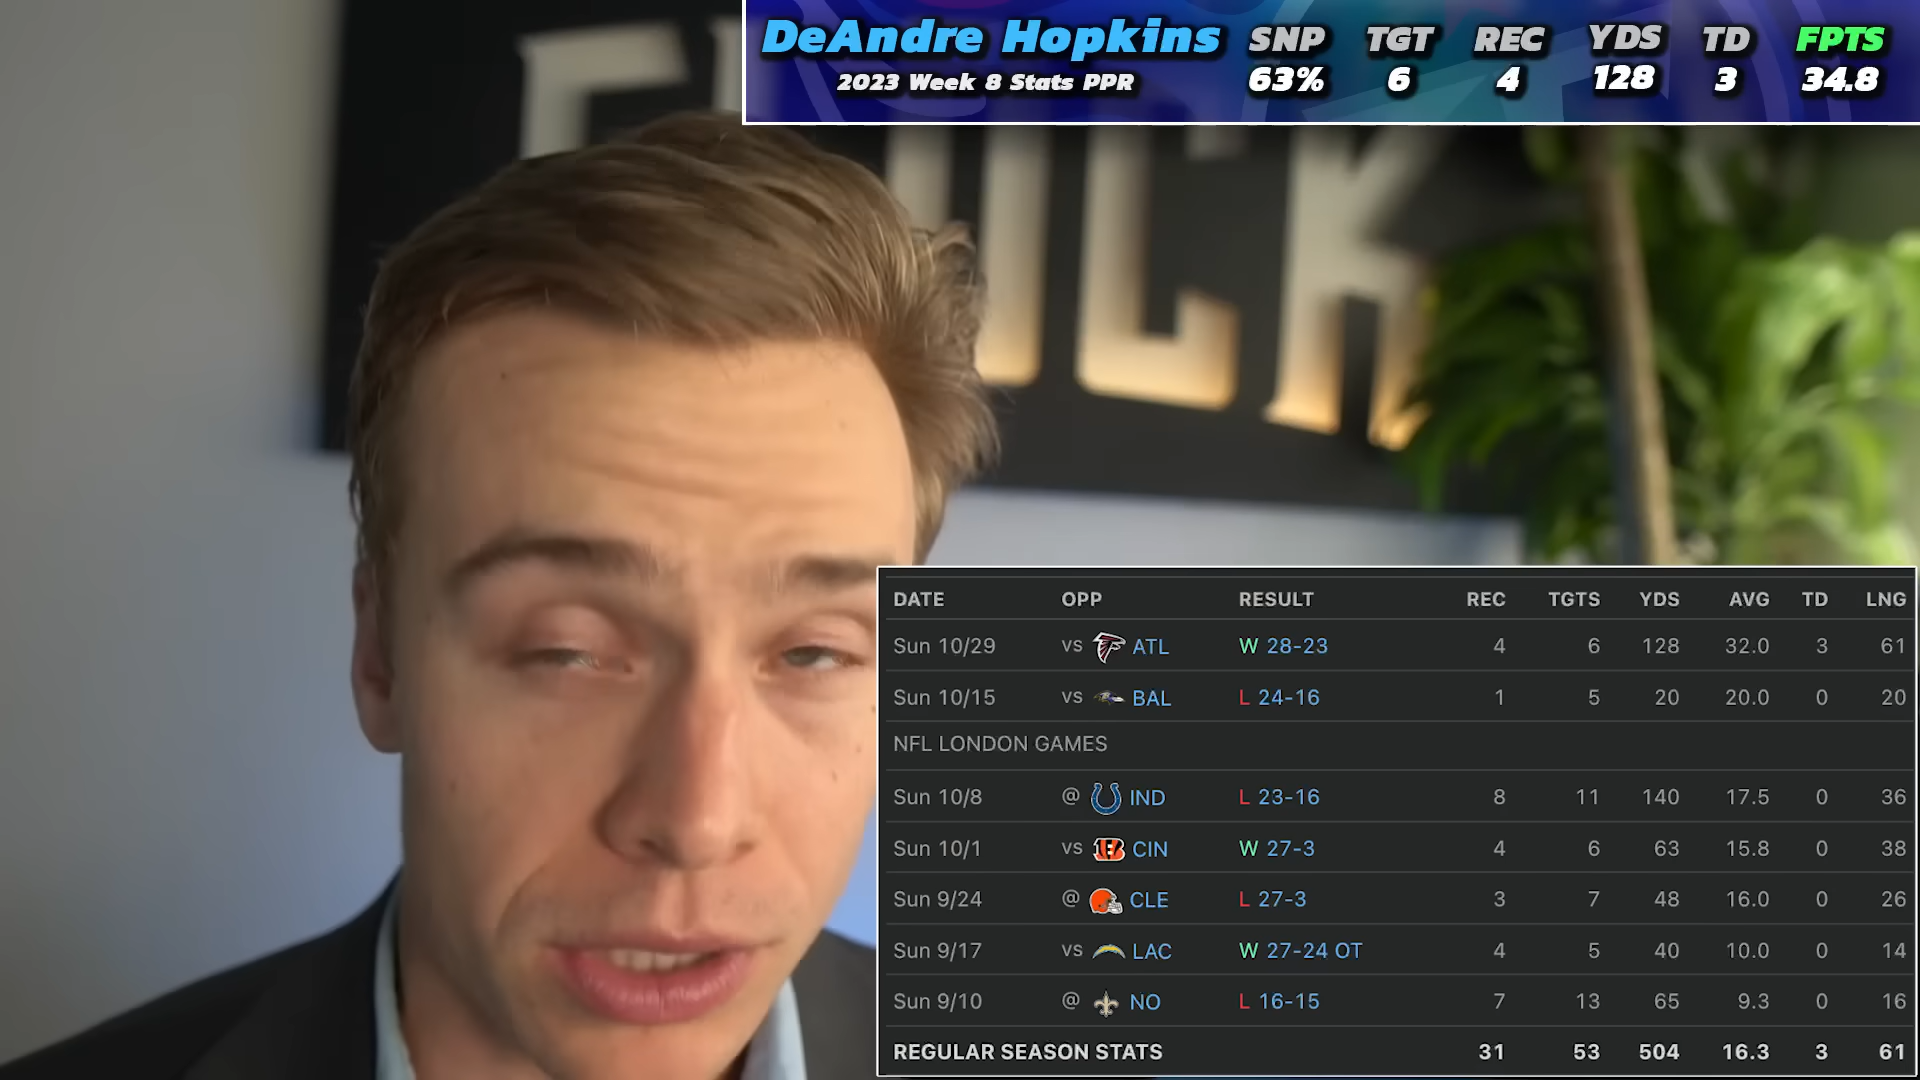 DeAndre Hopkins SNP TGT REC YDS TD FPTS
2023 Week 8 Stats PPR 63% 6 4 128 3 34.8
DATE OPP RESULT REC TGTS YDS AVG TD LNG
Sun 10/29 vs ATL W 28-23 4 6 128 32.0 3 61
Sun 10/15 vs BAL L 24-16 1 5 20 20.0 0 20
NFL LONDON GAMES
Sun 10/8 @ IND L 23-16 8 11 140 17.5 0 36
Sun 10/1 vs CIN W 27-3 4 6 63 15.8 0 38
Sun 9/24 @ CLE L 27-3 3 7 48 16.0 0 26
Sun 9/17 vs LAC W 27-24 OT 4 5 40 10.0 0 14
Sun 9/10 @ NO L 16-15 7 13 65 9.3 0 16
REGULAR SEASON STATS 31 53 504 16.3 3 61